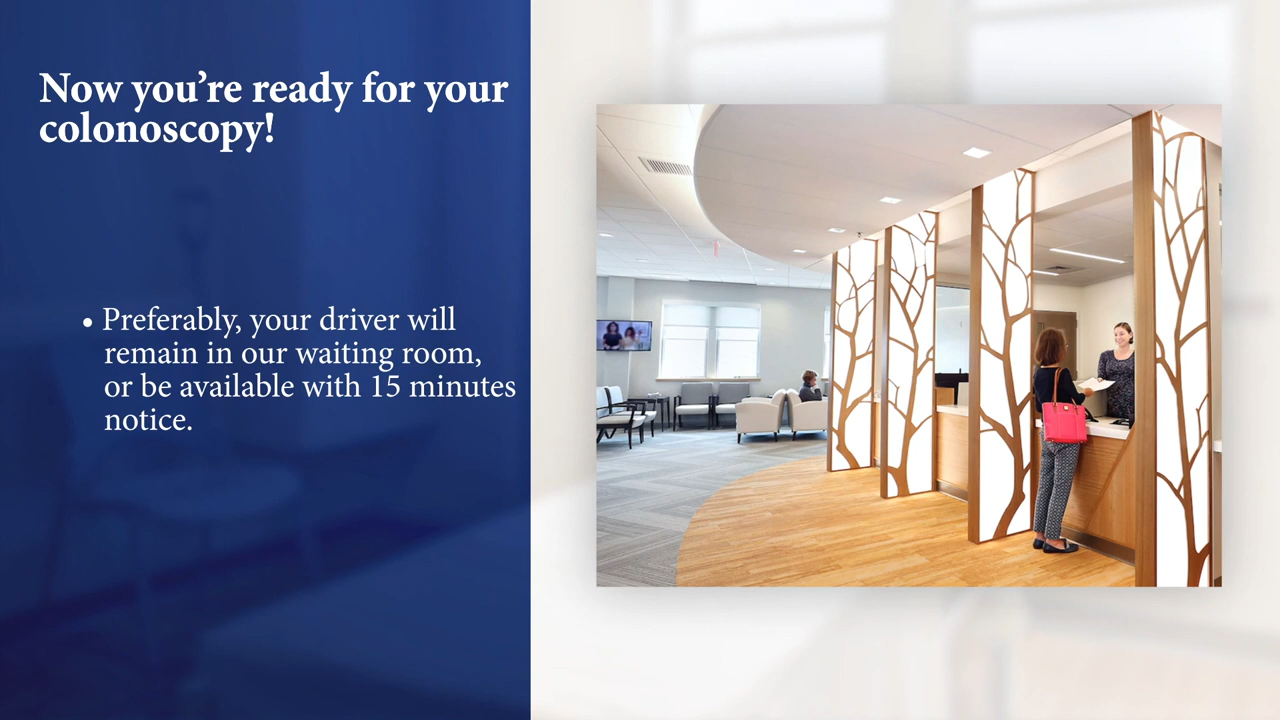 Now you’re ready for your
colonoscopy!
• Preferably, your driver will
remain in our waiting room,
or be available with 15 minutes
notice.